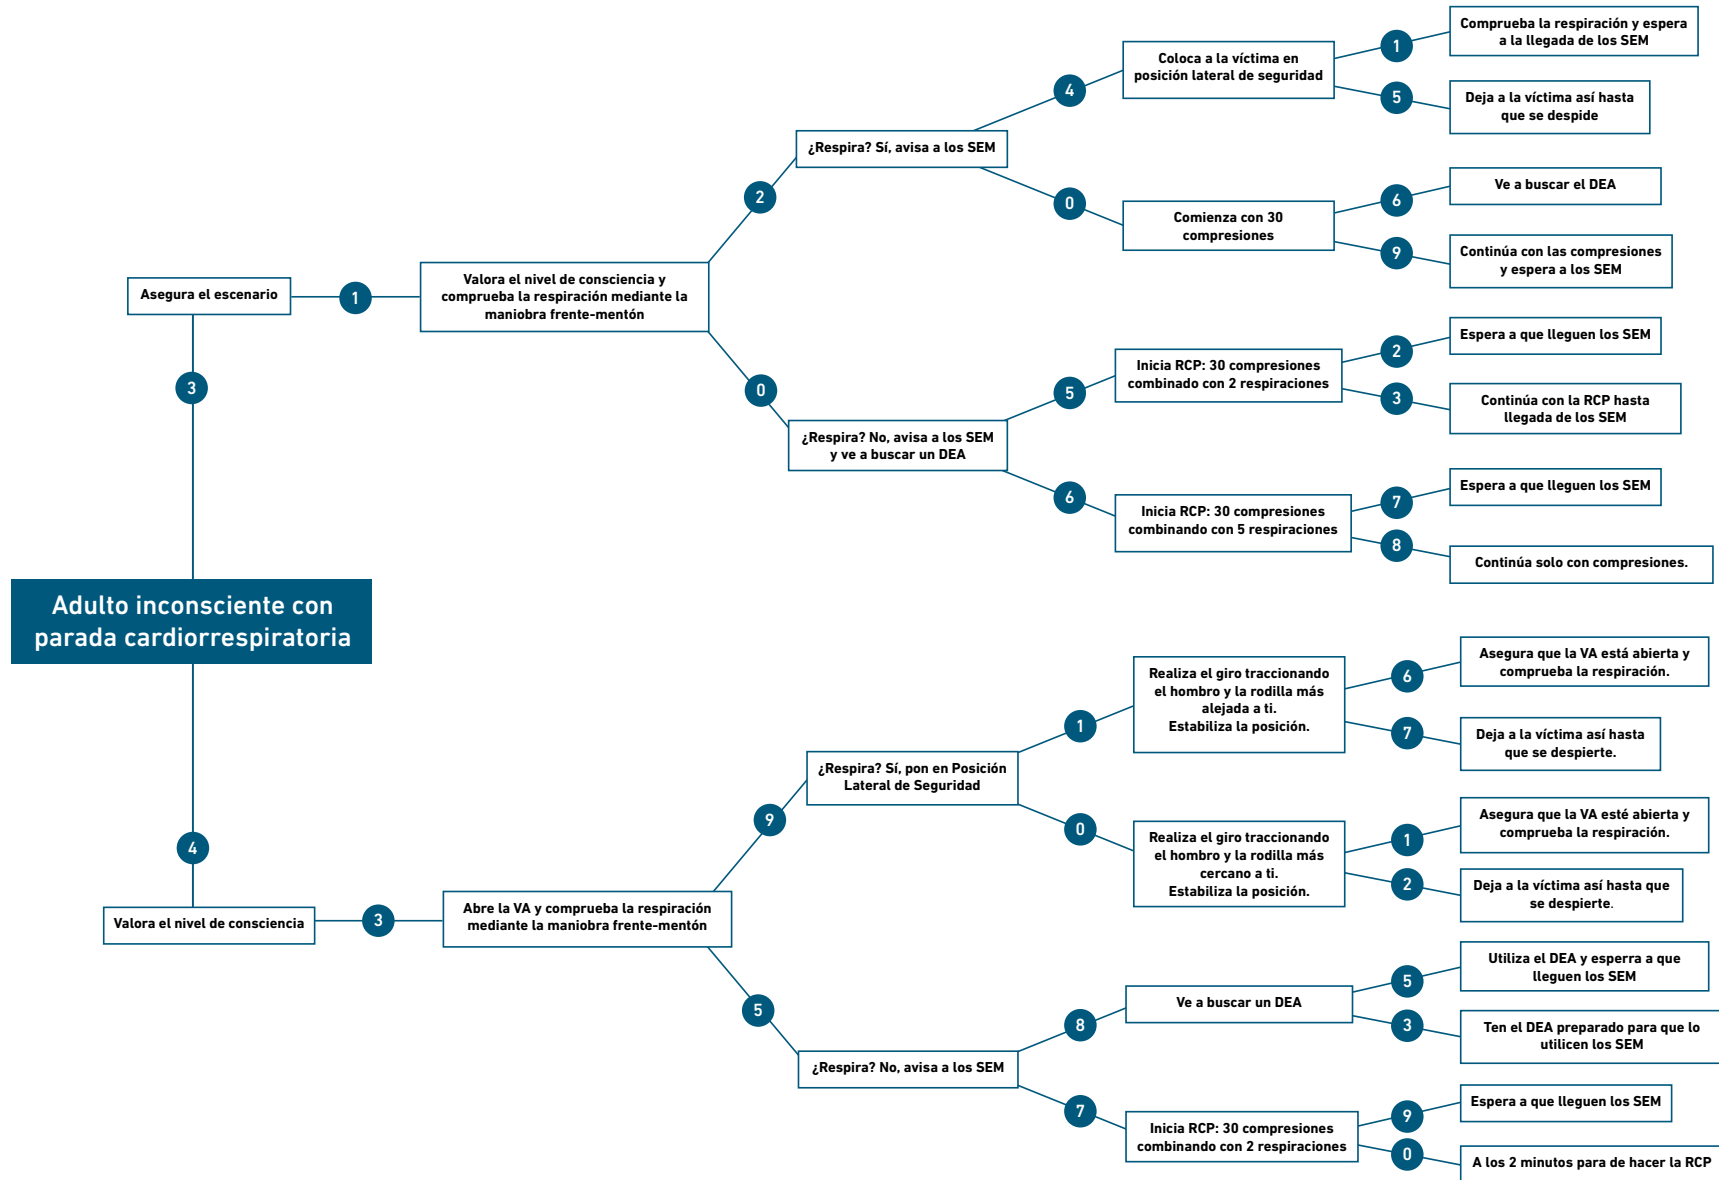 Adulto inconsciente con
parada cardiorrespiratoria
3
Asegura el escenario
1
Valora el nivel de consciencia y
comprueba la respiración mediante la
maniobra frente-mentón
2
¿Respira? Sí, avisa a los SEM
4
Coloca a la víctima en
posición lateral de seguridad
1
Comprueba la respiración y espera
a la llegada de los SEM
5
Deja a la víctima así hasta
que se despide
0
Comienza con 30
compresiones
6
Ve a buscar el DEA
9
Continúa con las compresiones
y espera a los SEM
0
¿Respira? No, avisa a los SEM
y ve a buscar un DEA
5
Inicia RCP: 30 compresiones
combinado con 2 respiraciones
2
Espera a que lleguen los SEM
3
Continúa con la RCP hasta
llegada de los SEM
6
Inicia RCP: 30 compresiones
combinando con 5 respiraciones
7
Espera a que lleguen los SEM
8
Continúa solo con compresiones.
4
Valora el nivel de consciencia
3
Abre la VA y comprueba la respiración
mediante la maniobra frente-mentón
9
¿Respira? Sí, pon en Posición
Lateral de Seguridad
1
Realiza el giro traccionando
el hombro y la rodilla más
alejada a ti.
Estabiliza la posición.
6
Asegura que la VA está abierta y
comprueba la respiración.
7
Deja a la víctima así hasta
que se despierte.
0
Realiza el giro traccionando
el hombro y la rodilla más
cercano a ti.
Estabiliza la posición.
1
Asegura que la VA esté abierta y
comprueba la respiración.
2
Deja a la víctima así hasta que
se despierte.
5
¿Respira? No, avisa a los SEM
8
Ve a buscar un DEA
5
Utiliza el DEA y esperra a que
lleguen los SEM
3
Ten el DEA preparado para que lo
utilicen los SEM
7
Inicia RCP: 30 compresiones
combinando con 2 respiraciones
9
Espera a que lleguen los SEM
0
A los 2 minutos para de hacer la RCP